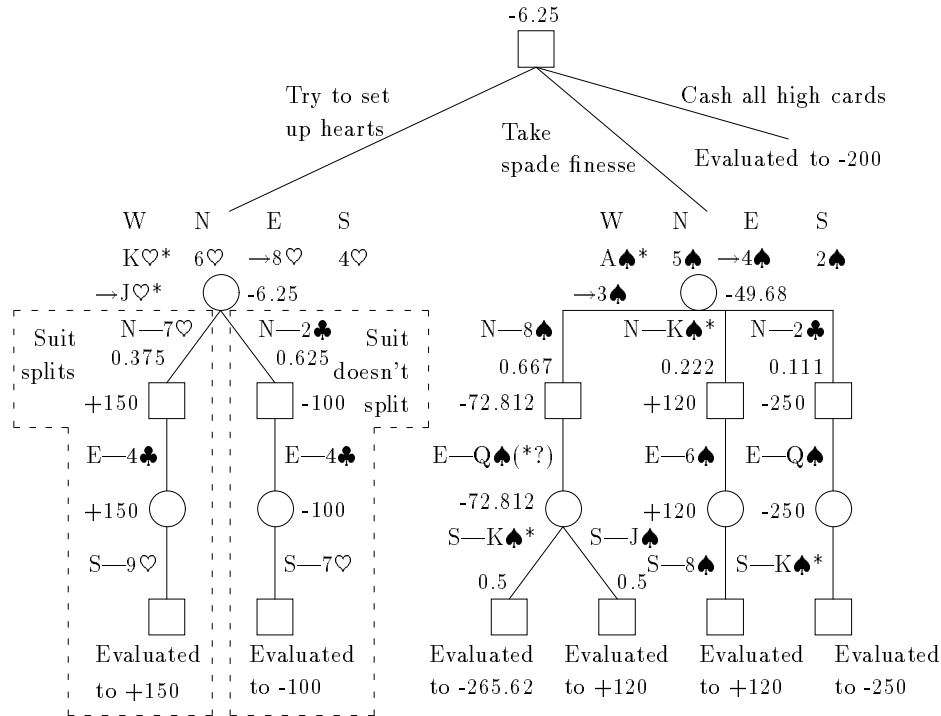 -6.25
Try to set
up hearts
Take
spade finesse
Cash all high cards
Evaluated to -200
W N E S
K♡* 6♡ →8♡ 4♡
→J♡*
-6.25
W N E S
A♠* 5♠ →4♠ 2♠
→3♠
-49.68
Suit
splits
N—7♡
0.375
N—2♣
0.625
Suit
doesn't
split
+150
-100
E—4♣
E—4♣
+150
-100
S—9♡
S—7♡
Evaluated
to +150
Evaluated
to -100
N—8♠
0.667
N—K♠*
0.222
N—2♣
0.111
-72.812
+120
-250
E—Q♠(*?)
E—6♠
E—Q♠
-72.812
+120
-250
S—K♠*
S—J♠
S—8♠
S—K♠*
0.5
0.5
Evaluated
to -265.62
Evaluated
to +120
Evaluated
to +120
Evaluated
to -250